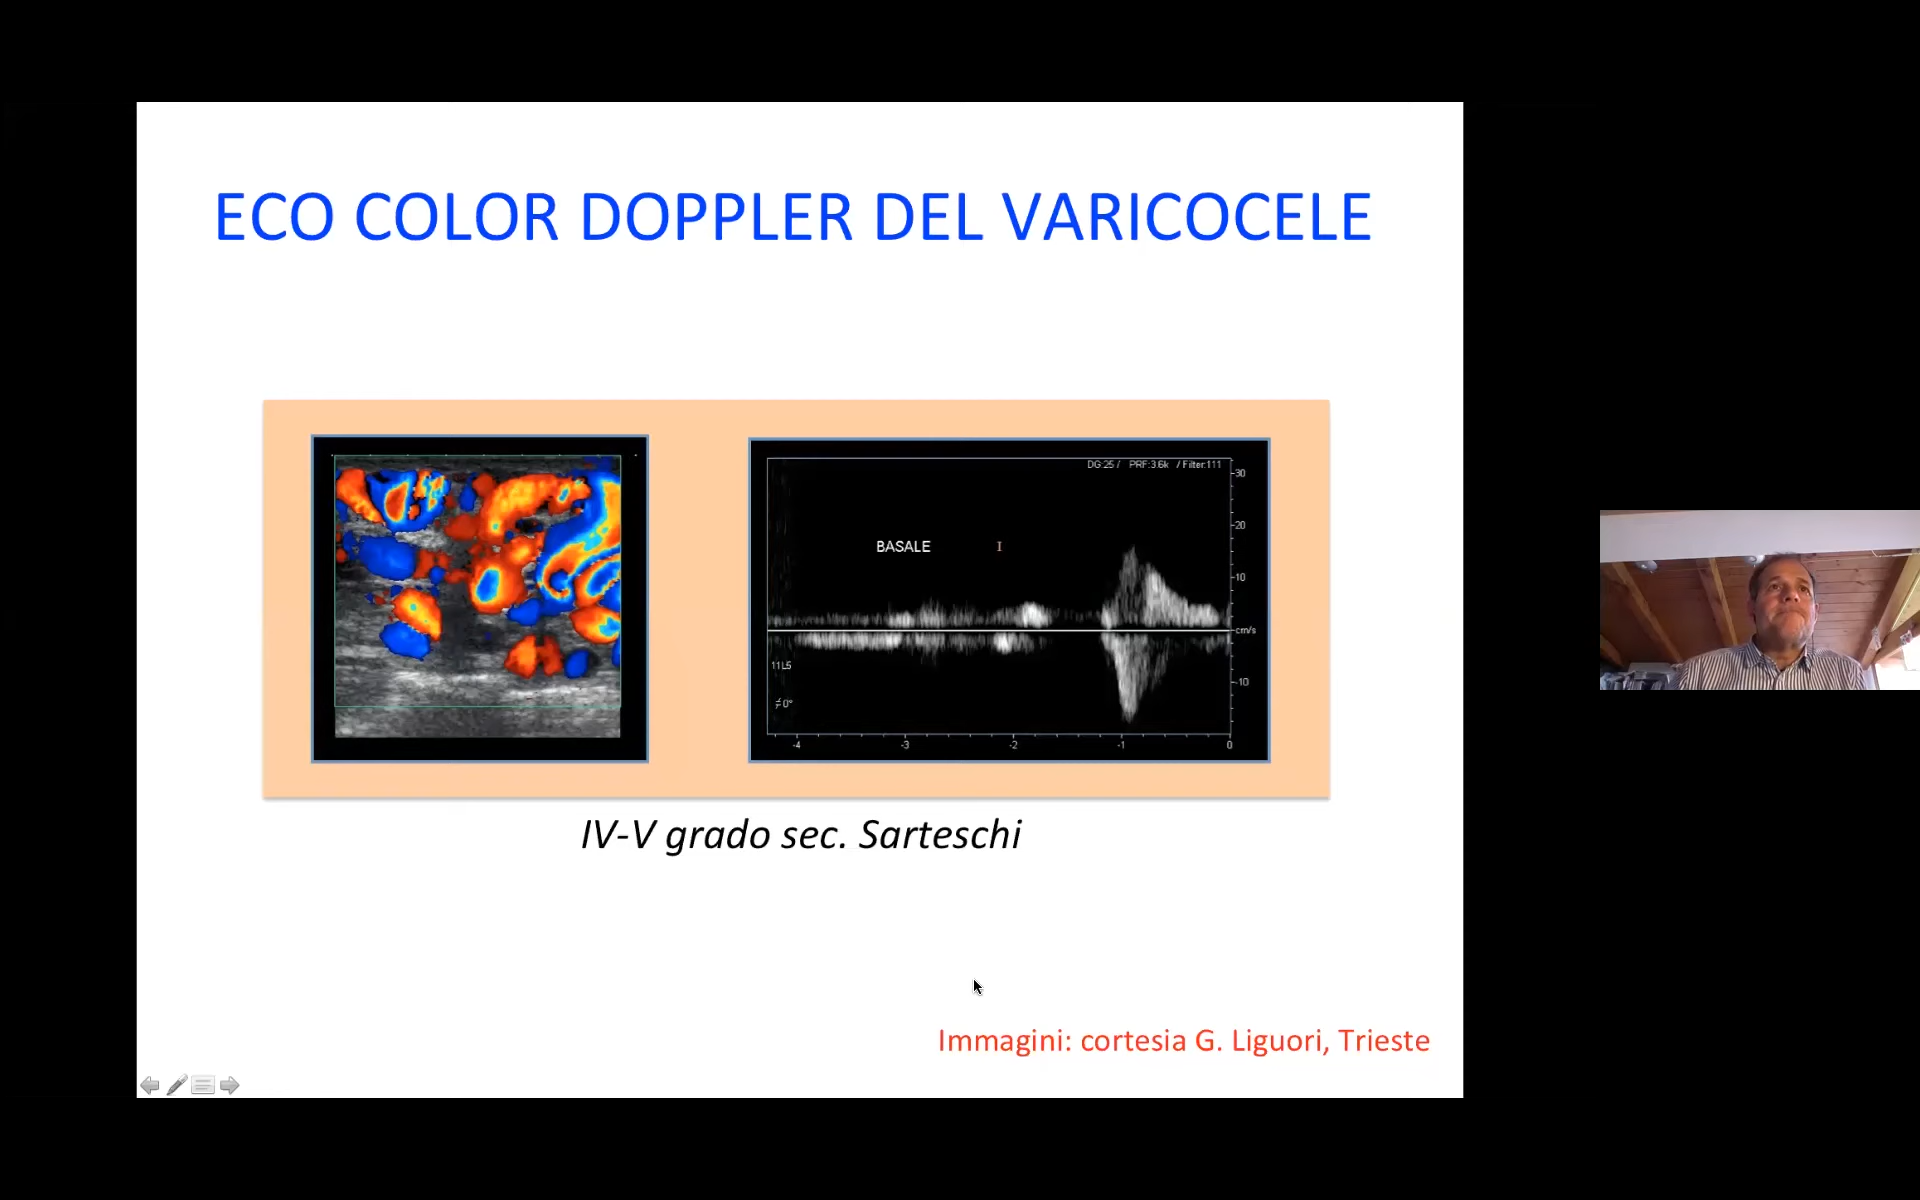 ECO COLOR DOPPLER DEL VARICOCELE
DG:25 / PRF:3.6k / Filter:111
30
20
BASALE I
10
cm/s
11L5
-10
≠0°
-4 -3 -2 -1 0
IV-V grado sec. Sarteschi
Immagini: cortesia G. Liguori, Trieste